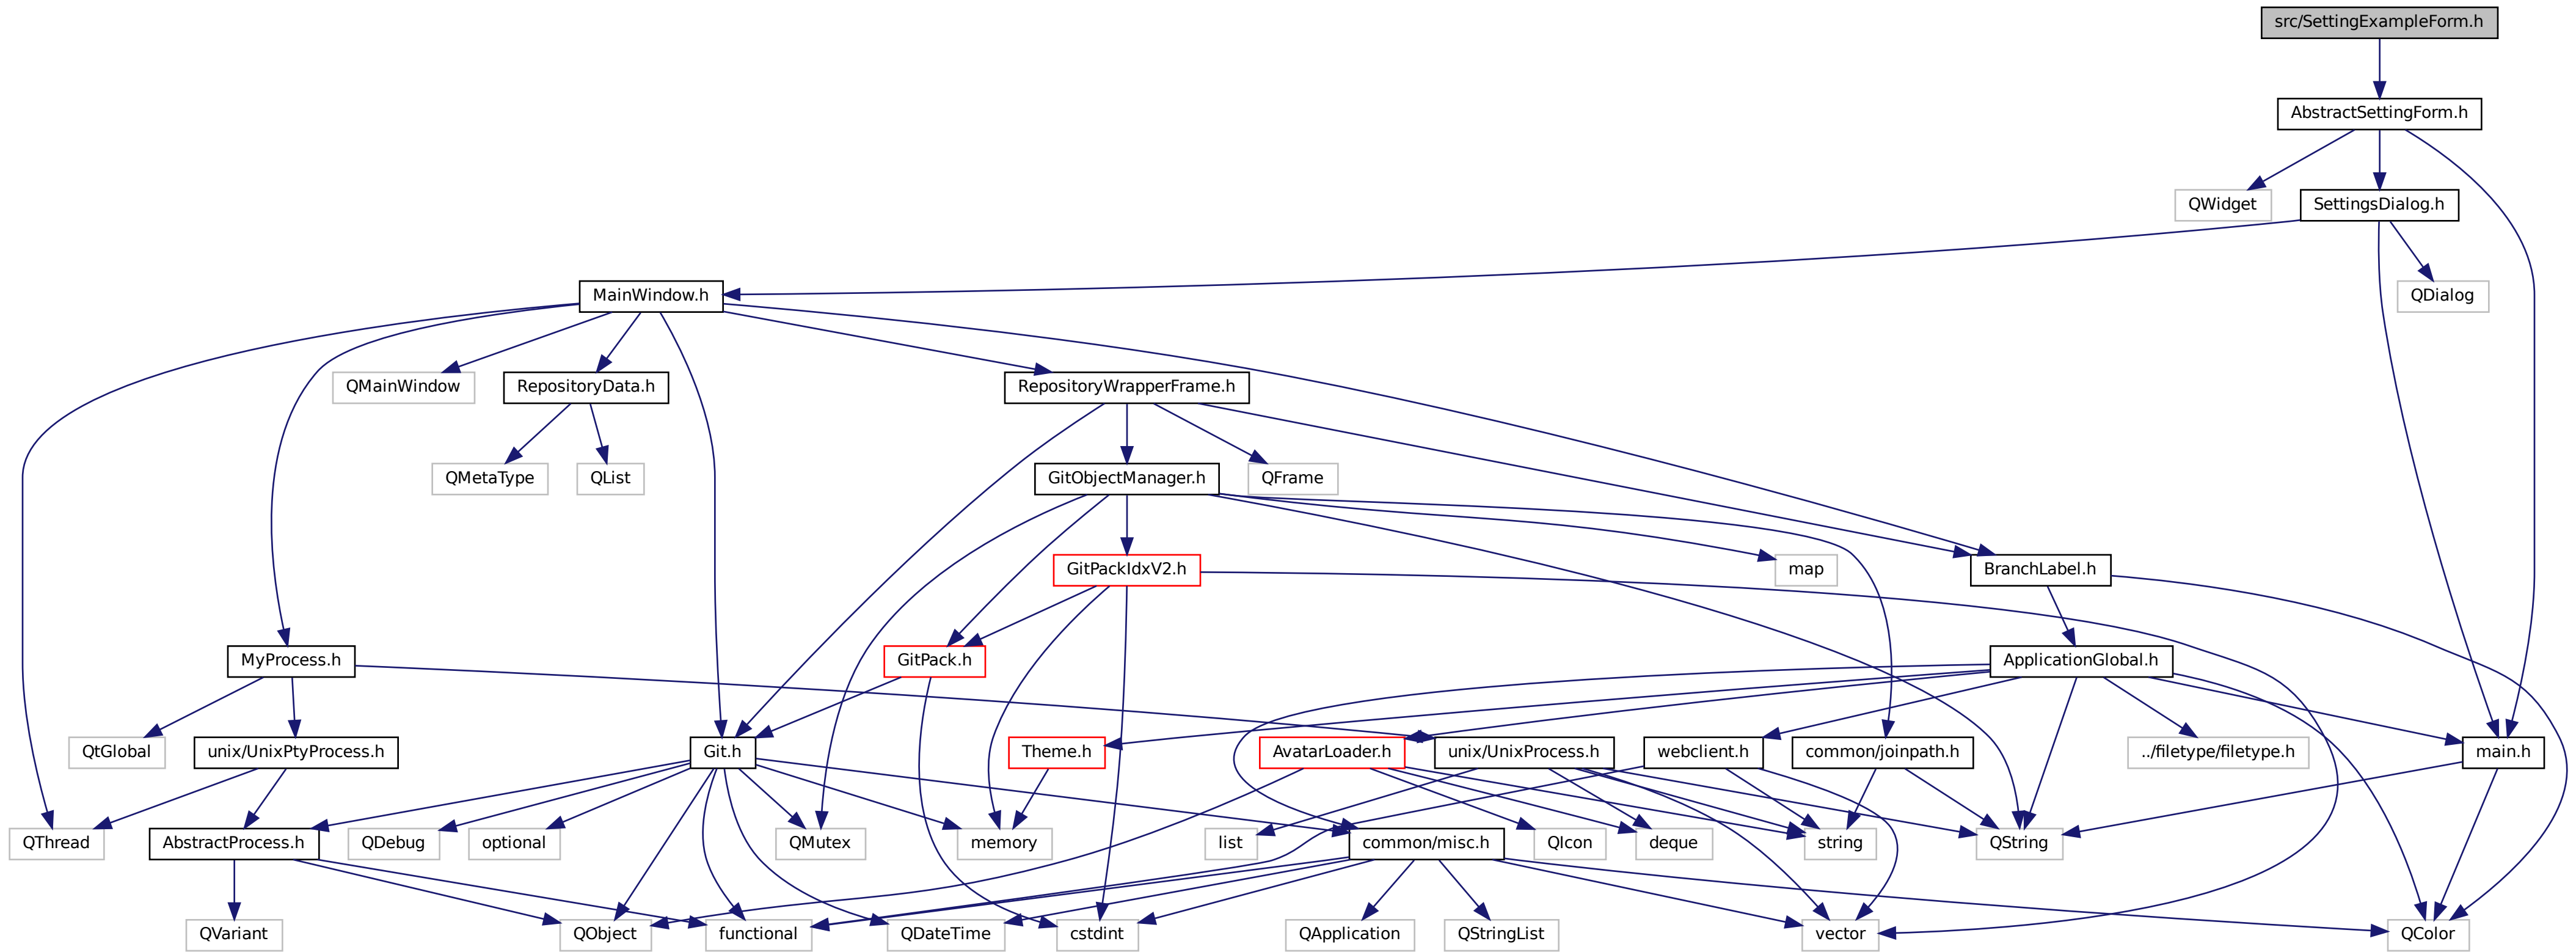 src/SettingExampleForm.h
AbstractSettingForm.h
QWidget
SettingsDialog.h
MainWindow.h
QDialog
QMainWindow
RepositoryData.h
RepositoryWrapperFrame.h
QMetaType
QList
GitObjectManager.h
QFrame
GitPackIdxV2.h
map
BranchLabel.h
MyProcess.h
GitPack.h
ApplicationGlobal.h
QtGlobal
unix/UnixPtyProcess.h
Git.h
Theme.h
AvatarLoader.h
unix/UnixProcess.h
webclient.h
common/joinpath.h
../filetype/filetype.h
main.h
QThread
AbstractProcess.h
QDebug
optional
QMutex
memory
list
common/misc.h
QIcon
deque
string
QString
QVariant
QObject
functional
QDateTime
cstdint
QApplication
QStringList
vector
QColor